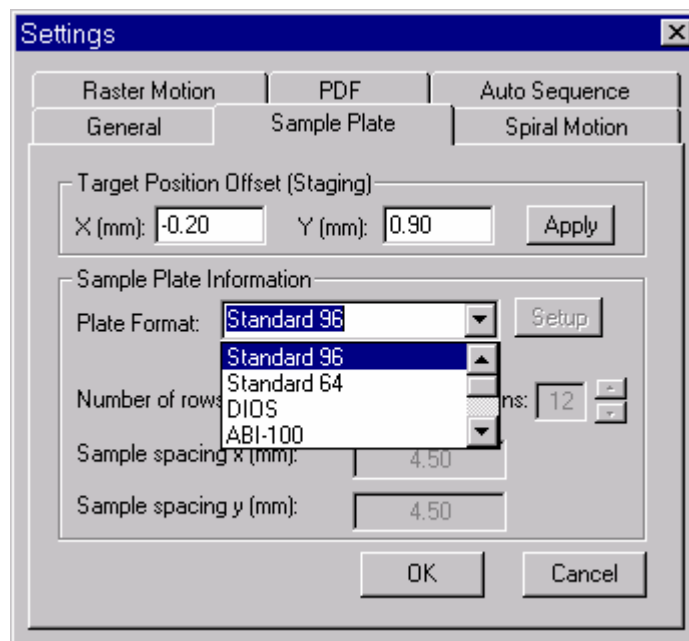 Settings
Raster Motion PDF Auto Sequence
General Sample Plate Spiral Motion
Target Position Offset (Staging)
X (mm): -0.20 Y (mm): 0.90 Apply
Sample Plate Information
Plate Format: Standard 96 Setup
Standard 96
Standard 64
DIOS
ABI-100
Number of rows ns: 12
Sample spacing x (mm): 4.50
Sample spacing y (mm): 4.50
OK Cancel